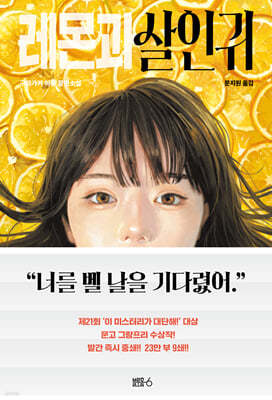 레몬과 살인귀
문지원 옮김
“너를 벨 날을 기다렸어.”
제21회 '이 미스터리가 대단해!' 대상
문고 그랑프리 수상작!
발간 즉시 중쇄!! 23만 부 9쇄!!